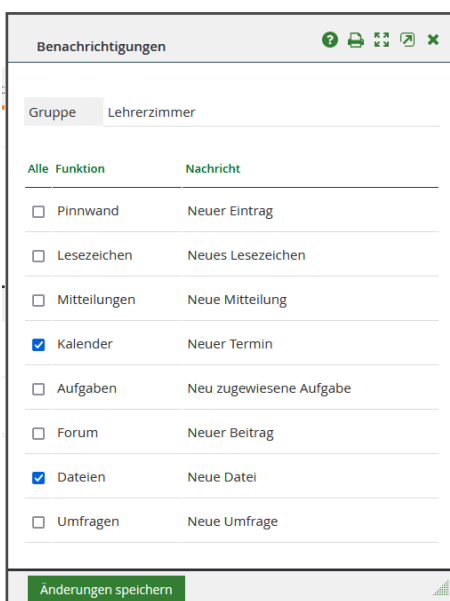 Benachrichtigungen
Gruppe Lehrerzimmer
Alle Funktion Nachricht
Pinnwand Neuer Eintrag
Lesezeichen Neues Lesezeichen
Mitteilungen Neue Mitteilung
Kalender Neuer Termin
Aufgaben Neu zugewiesene Aufgabe
Forum Neuer Beitrag
Dateien Neue Datei
Umfragen Neue Umfrage
Änderungen speichern